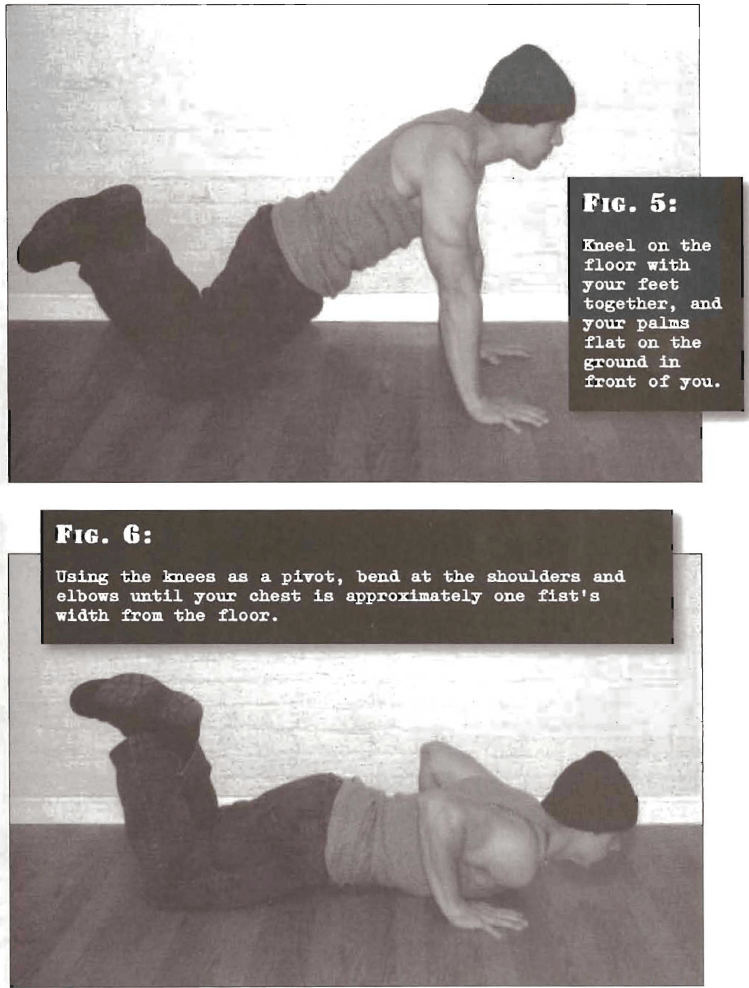 FIG. 5:
Kneel on the
floor with
your feet
together, and
your palms
flat on the
ground in
front of you.
FIG. 6:
Using the knees as a pivot, bend at the shoulders and
elbows until your chest is approximately one fist's
width from the floor.